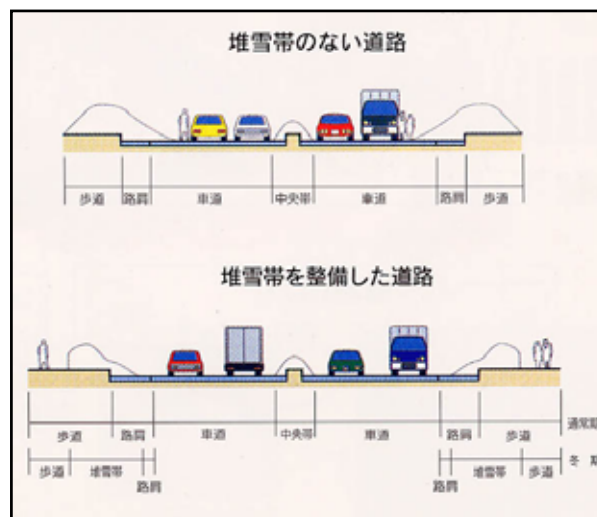 堆雪帯のない道路
歩道 路肩 車道 中央帯 車道 路肩 歩道
堆雪帯を整備した道路
歩道 路肩 車道 中央帯 車道 路肩 歩道 通常期
歩道 堆雪帯 路肩 路肩 堆雪帯 歩道 冬期